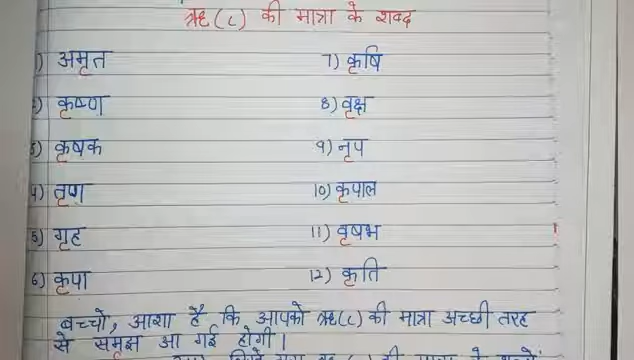 ऋ(ृ) की मात्रा के शब्द
1) अमृत
2) कृष्ण
3) कृषक
4) तृण
5) गृह
6) कृपा
7) कृषि
8) वृक्ष
9) नृप
10) कृपाल
11) वृषभ
12) कृति
बच्चो, आशा है कि आपको ऋ(ृ) की मात्रा अच्छी तरह
से समझ आ गई होगी।